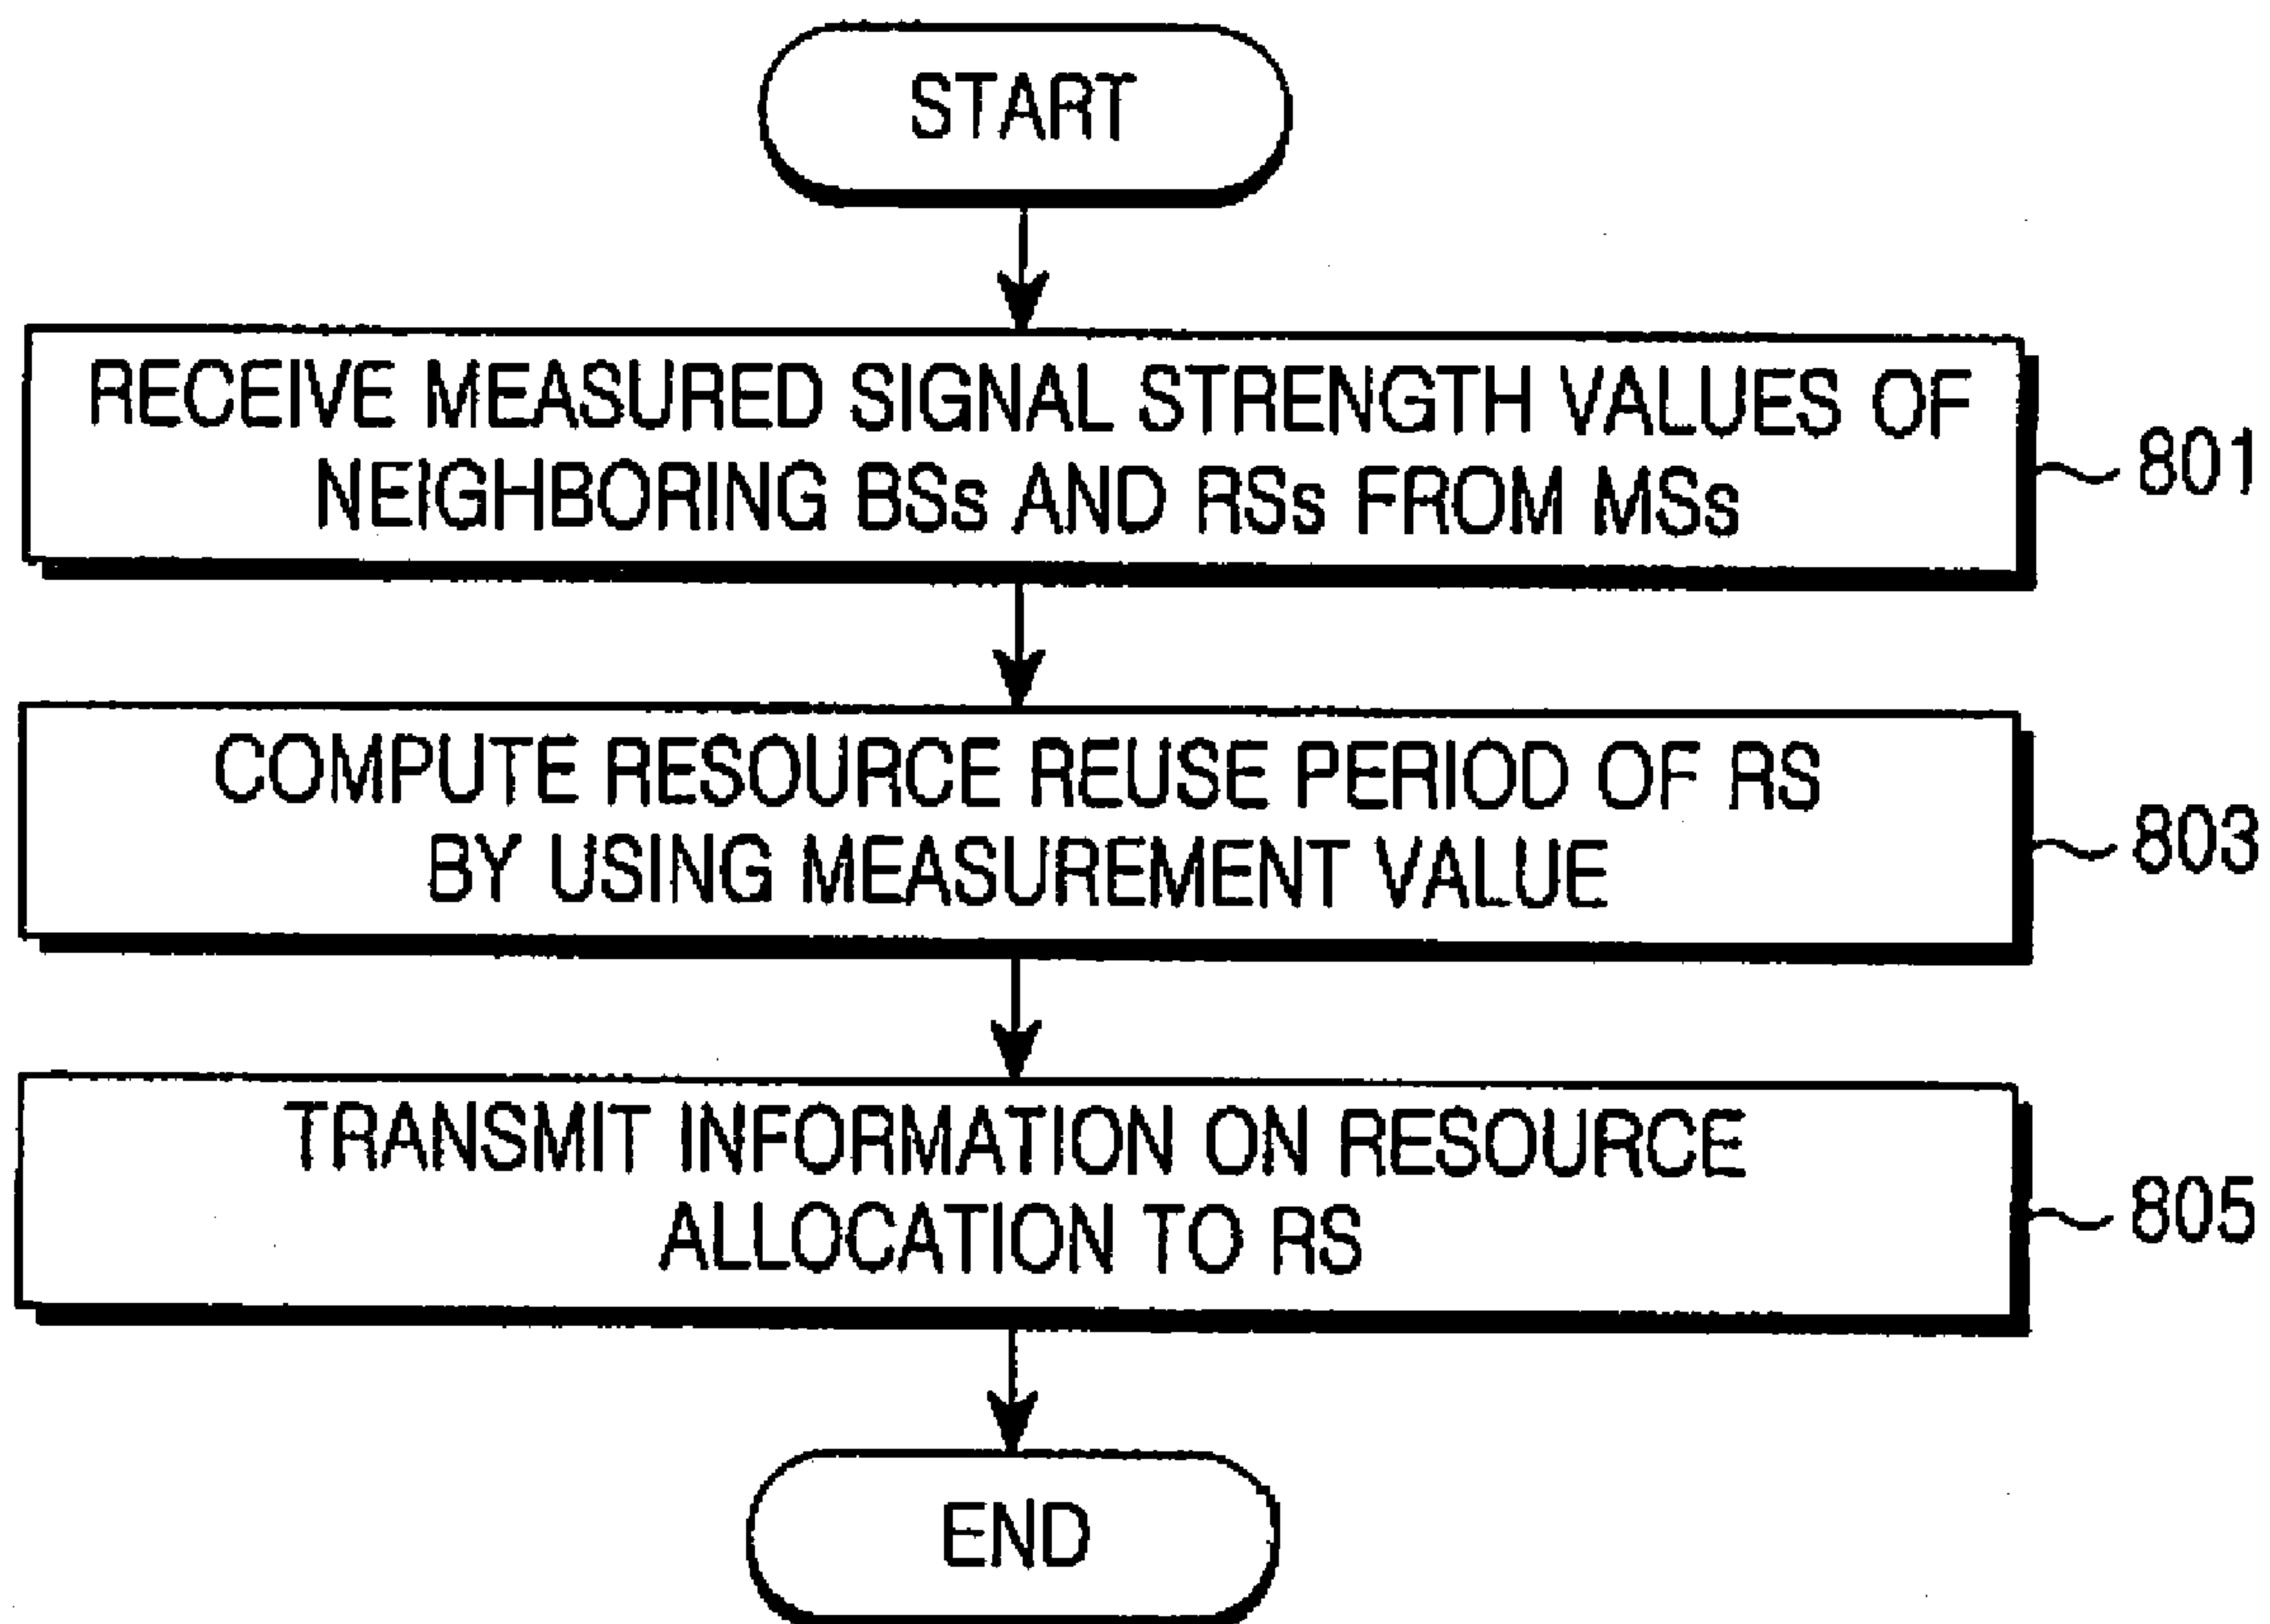 START
RECEIVE MEASURED SIGNAL STRENGTH VALUES OF
NEIGHBORING BSs AND RSs FROM MSs
801
COMPUTE RESOURCE REUSE PERIOD OF RS
BY USING MEASUREMENT VALUE
803
TRANSMIT INFORMATION ON RESOURCE
ALLOCATION TO RS
805
END